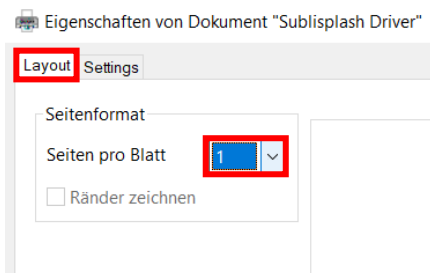 Eigenschaften von Dokument "Sublisplash Driver"
Layout Settings
Seitenformat
Seiten pro Blatt 1
Ränder zeichnen